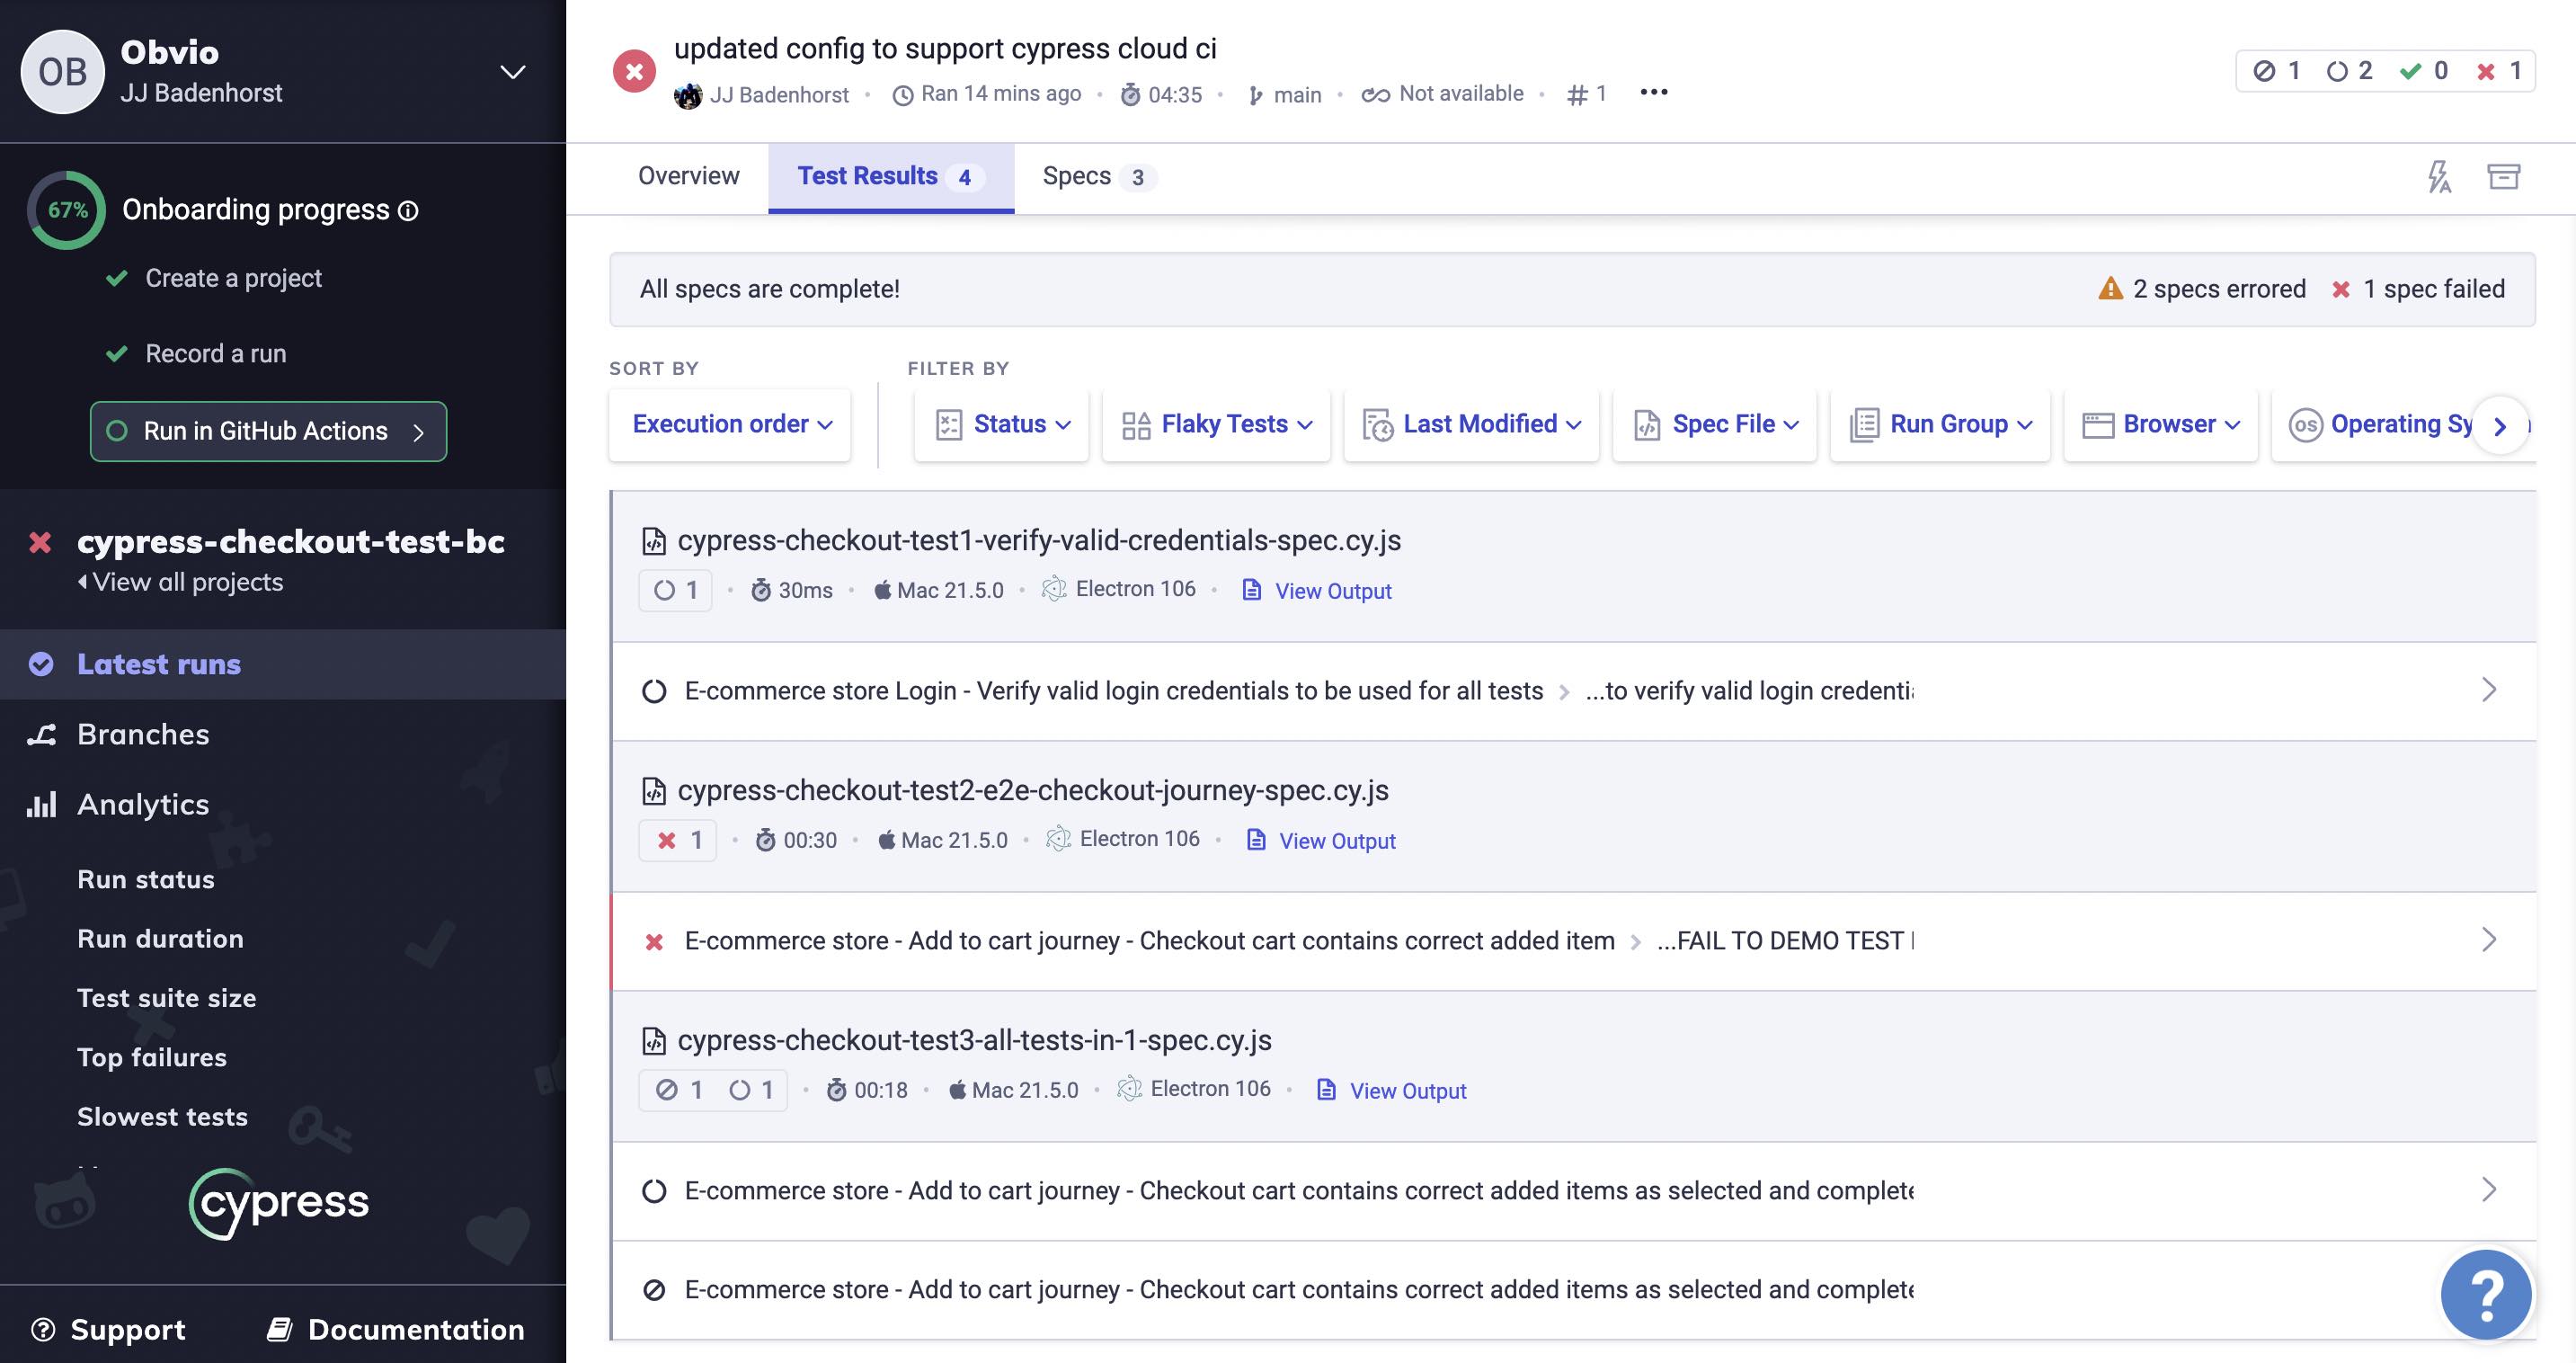 OB
Obvio
JJ Badenhorst
67%
Onboarding progress
Create a project
Record a run
Run in GitHub Actions
cypress-checkout-test-bc
View all projects
Latest runs
Branches
Analytics
Run status
Run duration
Test suite size
Top failures
Slowest tests
cypress
Support
Documentation
updated config to support cypress cloud ci
JJ Badenhorst Ran 14 mins ago 04:35 main Not available # 1
1 2 0 1
Overview
Test Results 4
Specs 3
All specs are complete!
2 specs errored
1 spec failed
SORT BY
FILTER BY
Execution order
Status
Flaky Tests
Last Modified
Spec File
Run Group
Browser
OS Operating Sy
cypress-checkout-test1-verify-valid-credentials-spec.cy.js
1 30ms Mac 21.5.0 Electron 106 View Output
E-commerce store Login - Verify valid login credentials to be used for all tests ...to verify valid login credenti
cypress-checkout-test2-e2e-checkout-journey-spec.cy.js
1 00:30 Mac 21.5.0 Electron 106 View Output
E-commerce store - Add to cart journey - Checkout cart contains correct added item ...FAIL TO DEMO TEST
cypress-checkout-test3-all-tests-in-1-spec.cy.js
1 1 00:18 Mac 21.5.0 Electron 106 View Output
E-commerce store - Add to cart journey - Checkout cart contains correct added items as selected and complete
E-commerce store - Add to cart journey - Checkout cart contains correct added items as selected and complete
?